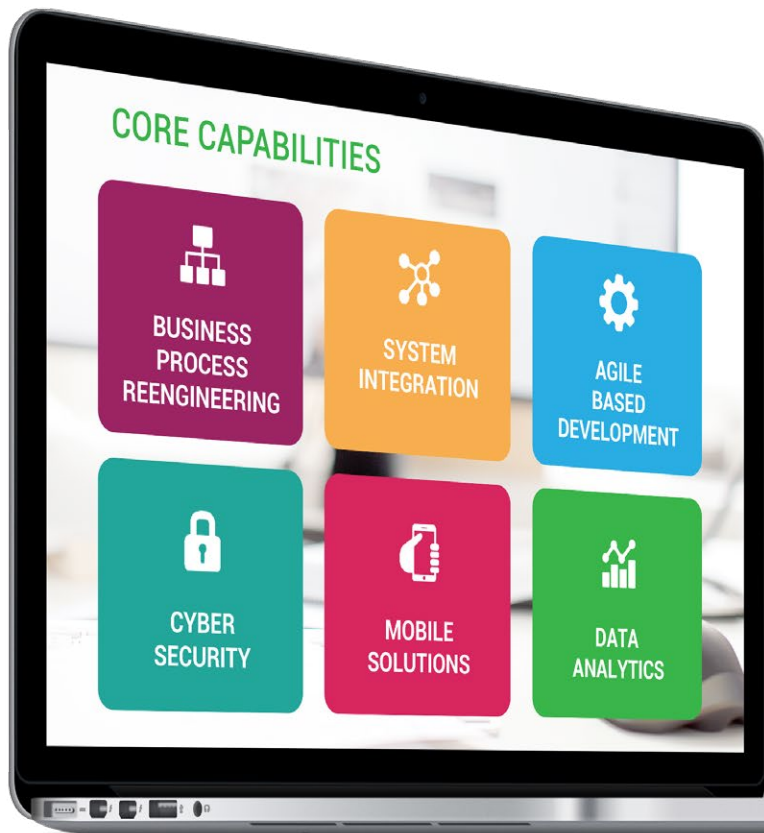 CORE CAPABILITIES
BUSINESS
PROCESS
REENGINEERING
SYSTEM
INTEGRATION
AGILE
BASED
DEVELOPMENT
CYBER
SECURITY
MOBILE
SOLUTIONS
DATA
ANALYTICS